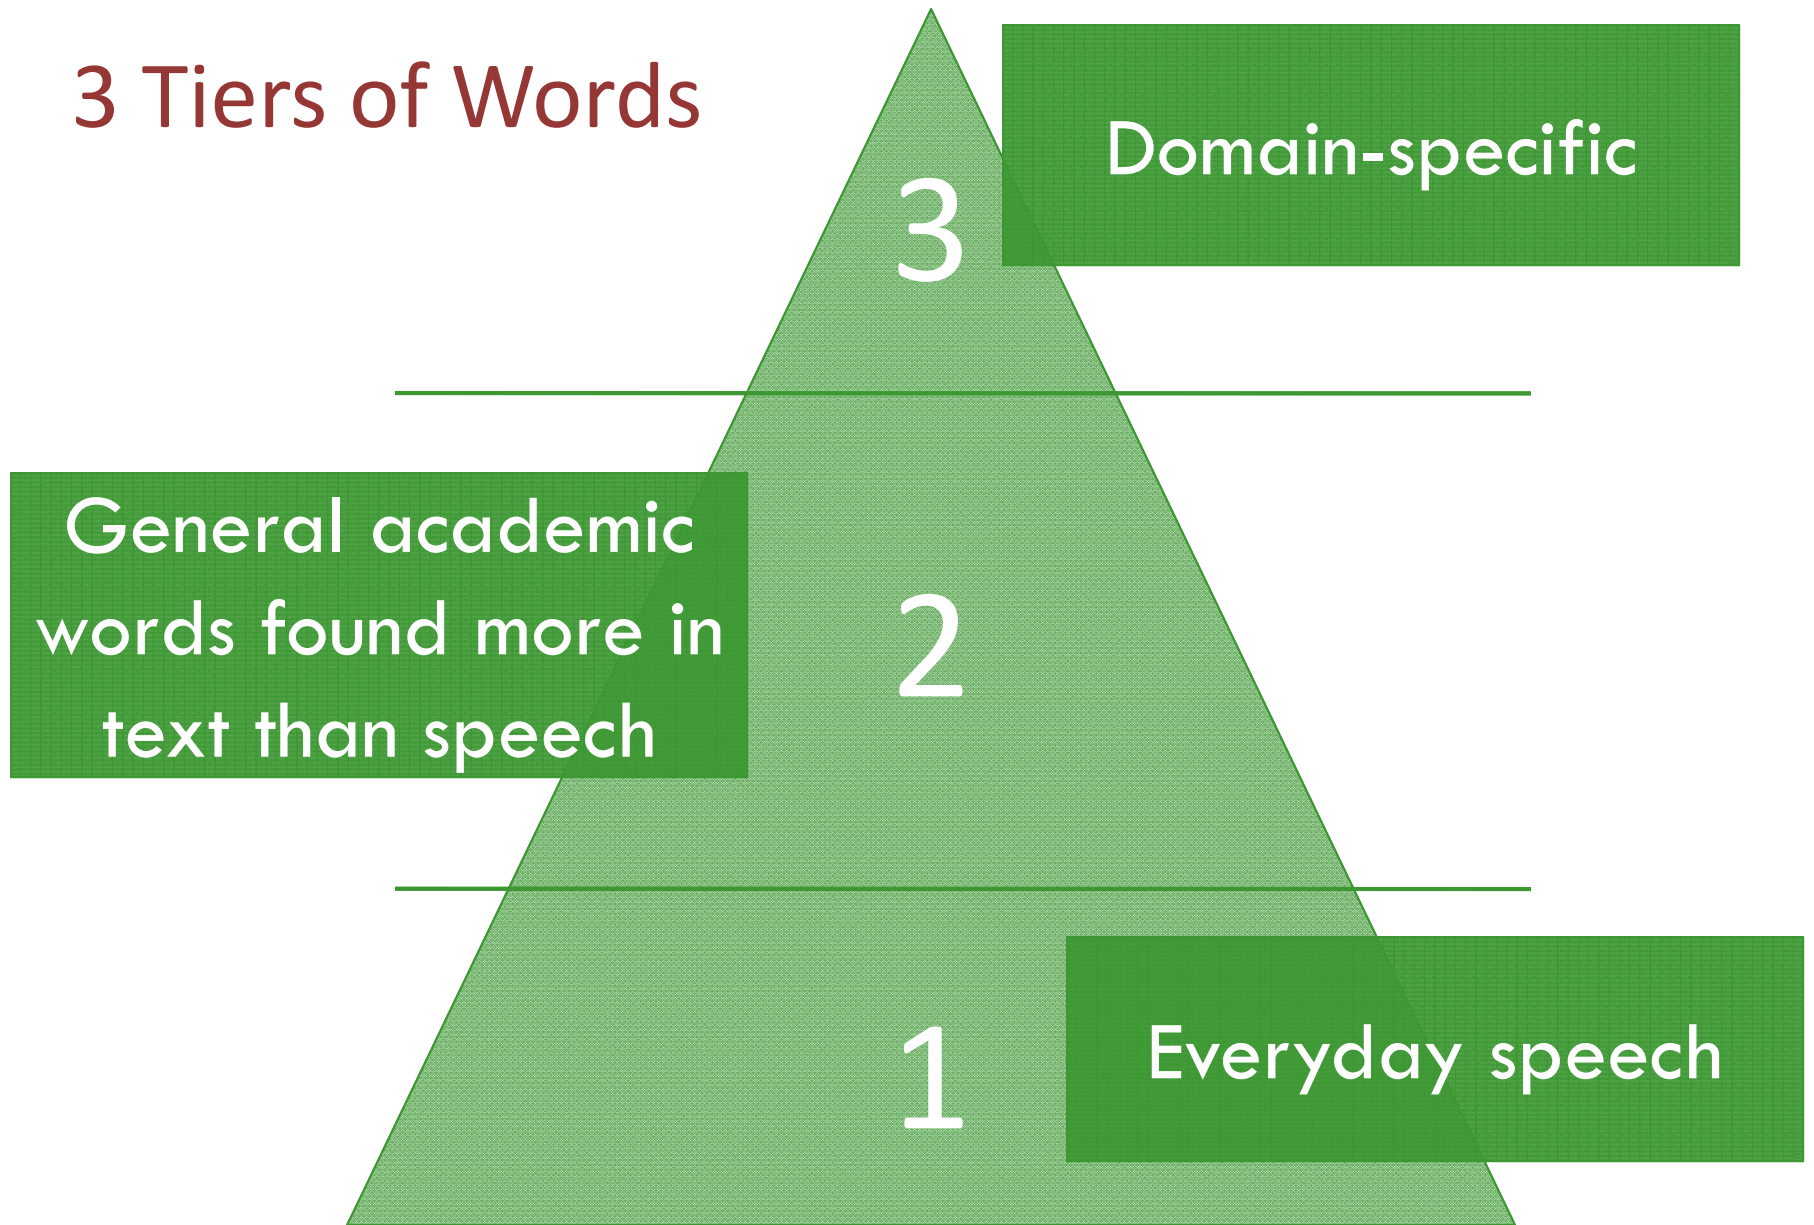 3 Tiers of Words
Domain-specific
3
General academic
words found more in
text than speech
2
1
Everyday speech